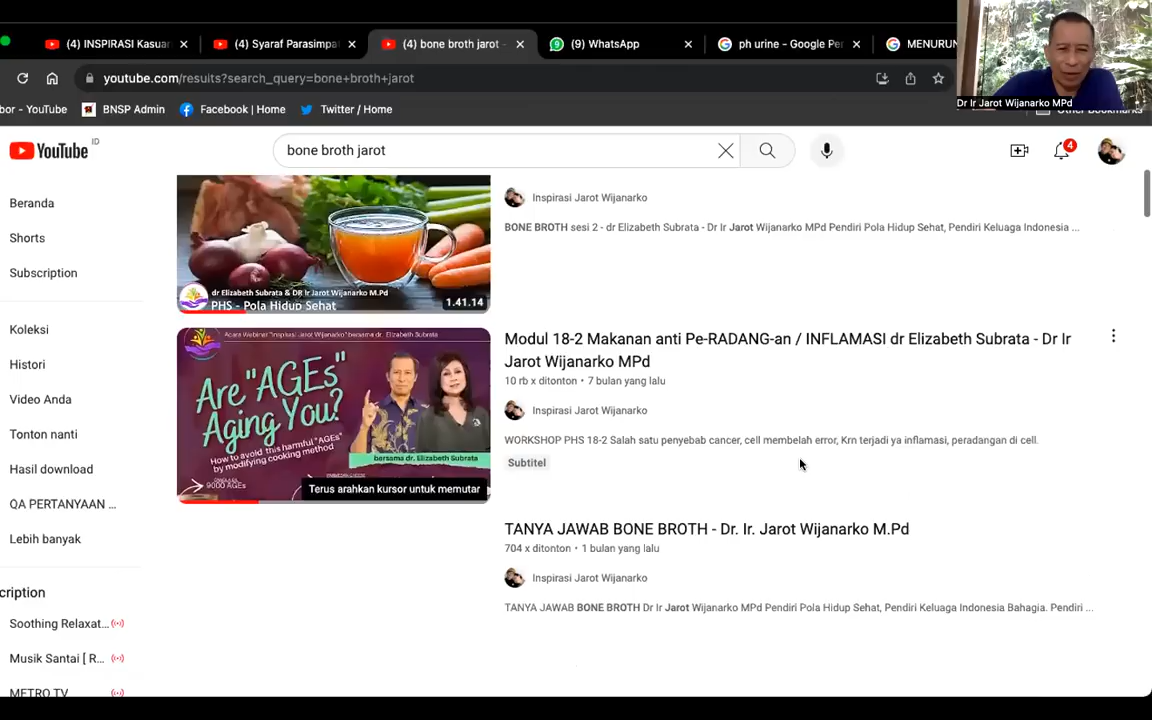 (4) INSPIRASI Kasuar
(4) Syaraf Parasimpat
(4) bone broth jarot -
(9) WhatsApp
ph urine - Google Pen
MENURUN
youtube.com/results?search_query=bone+broth+jarot
Dr Ir Jarot Wijanarko MPd
bor - YouTube
BNSP Admin
Facebook | Home
Twitter / Home
Other Bookmarks
YouTube ID
bone broth jarot
4
Beranda
Shorts
Subscription
Koleksi
Histori
Video Anda
Tonton nanti
Hasil download
QA PERTANYAAN ...
Lebih banyak
cription
Soothing Relaxat...
Musik Santai [ R...
METRO TV
dr Elizabeth Subrata & DR Ir Jarot Wijanarko M.Pd
PHS - Pola Hidup Sehat
1.41.14
Inspirasi Jarot Wijanarko
BONE BROTH sesi 2 - dr Elizabeth Subrata - Dr Ir Jarot Wijanarko MPd Pendiri Pola Hidup Sehat, Pendiri Keluaga Indonesia ...
Acara Webinar "Inspirasi Jarot Wijanarko" bersama dr. Elizabeth Subrata
Are "AGEs"
Aging You?
How to avoid this harmful "AGEs"
by modifying cooking method
bersama dr. Elizabeth Subrata
9000 AGEs
Terus arahkan kursor untuk memutar
Modul 18-2 Makanan anti Pe-RADANG-an / INFLAMASI dr Elizabeth Subrata - Dr Ir
Jarot Wijanarko MPd
10 rb x ditonton • 7 bulan yang lalu
Inspirasi Jarot Wijanarko
WORKSHOP PHS 18-2 Salah satu penyebab cancer, cell membelah error, Krn terjadi ya inflamasi, peradangan di cell.
Subtitel
TANYA JAWAB BONE BROTH - Dr. Ir. Jarot Wijanarko M.Pd
704 x ditonton • 1 bulan yang lalu
Inspirasi Jarot Wijanarko
TANYA JAWAB BONE BROTH Dr Ir Jarot Wijanarko MPd Pendiri Pola Hidup Sehat, Pendiri Keluaga Indonesia Bahagia. Pendiri ...